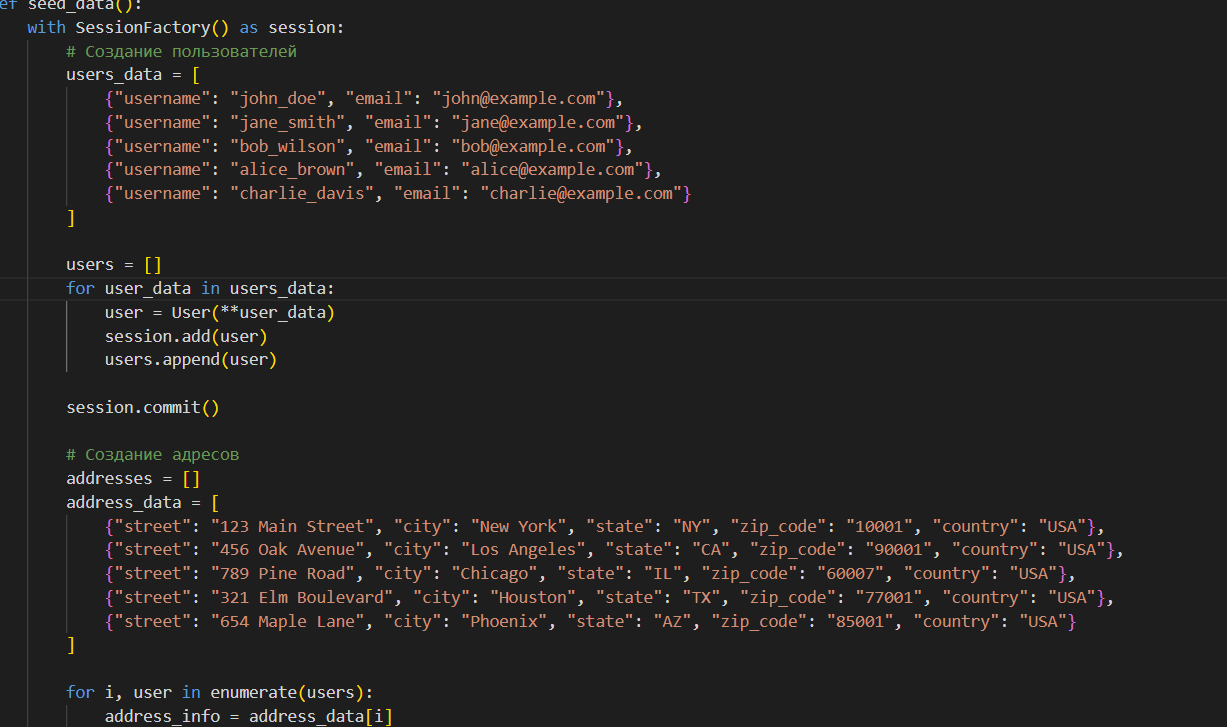 ef seed_data():
with SessionFactory() as session:
# Создание пользователей
users_data = [
{"username": "john_doe", "email": "john@example.com"},
{"username": "jane_smith", "email": "jane@example.com"},
{"username": "bob_wilson", "email": "bob@example.com"},
{"username": "alice_brown", "email": "alice@example.com"},
{"username": "charlie_davis", "email": "charlie@example.com"}
]
users = []
for user_data in users_data:
user = User(**user_data)
session.add(user)
users.append(user)
session.commit()
# Создание адресов
addresses = []
address_data = [
{"street": "123 Main Street", "city": "New York", "state": "NY", "zip_code": "10001", "country": "USA"},
{"street": "456 Oak Avenue", "city": "Los Angeles", "state": "CA", "zip_code": "90001", "country": "USA"},
{"street": "789 Pine Road", "city": "Chicago", "state": "IL", "zip_code": "60007", "country": "USA"},
{"street": "321 Elm Boulevard", "city": "Houston", "state": "TX", "zip_code": "77001", "country": "USA"},
{"street": "654 Maple Lane", "city": "Phoenix", "state": "AZ", "zip_code": "85001", "country": "USA"}
]
for i, user in enumerate(users):
address_info = address_data[i]